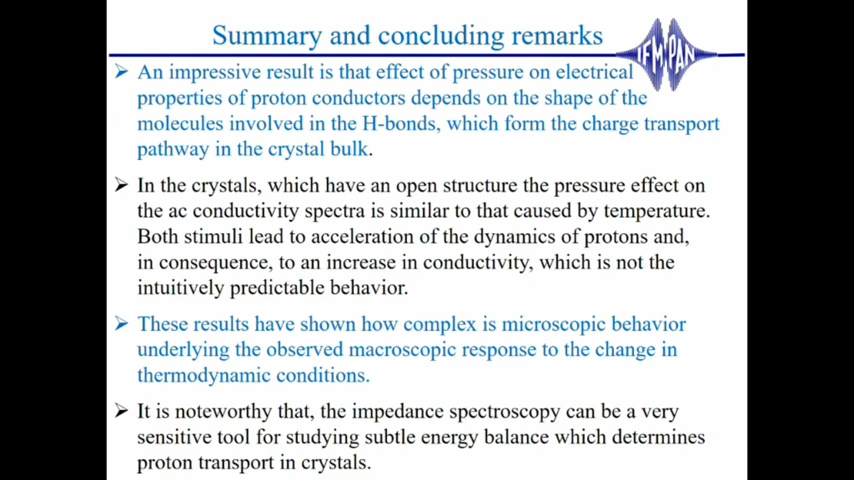 Summary and concluding remarks
IFM PAN
An impressive result is that effect of pressure on electrical
properties of proton conductors depends on the shape of the
molecules involved in the H-bonds, which form the charge transport
pathway in the crystal bulk.
In the crystals, which have an open structure the pressure effect on
the ac conductivity spectra is similar to that caused by temperature.
Both stimuli lead to acceleration of the dynamics of protons and,
in consequence, to an increase in conductivity, which is not the
intuitively predictable behavior.
These results have shown how complex is microscopic behavior
underlying the observed macroscopic response to the change in
thermodynamic conditions.
It is noteworthy that, the impedance spectroscopy can be a very
sensitive tool for studying subtle energy balance which determines
proton transport in crystals.